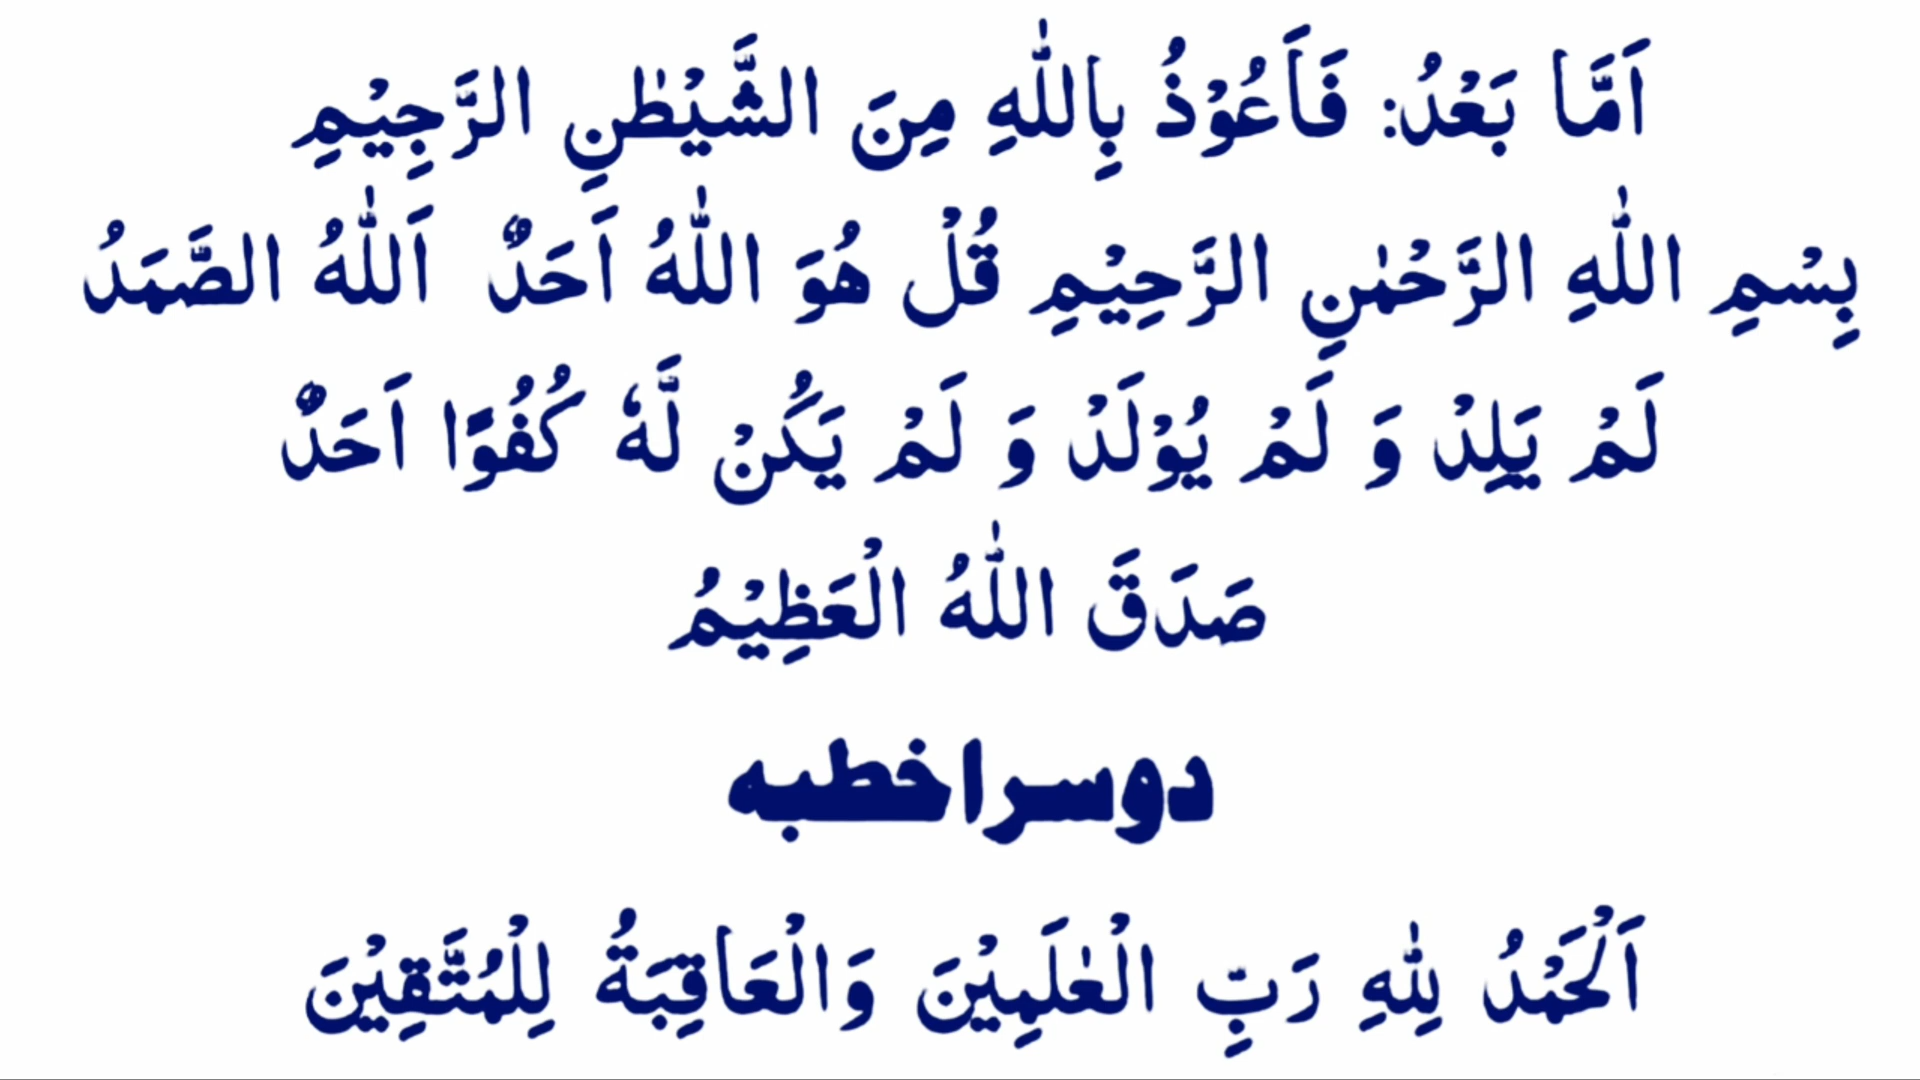 اَمَّا بَعْدُ: فَاَعُوْذُ بِاللّٰهِ مِنَ الشَّيْطٰنِ الرَّجِيْمِ
بِسْمِ اللّٰهِ الرَّحْمٰنِ الرَّحِيْمِ قُلْ هُوَ اللّٰهُ اَحَدٌ اَللّٰهُ الصَّمَدُ
لَمْ يَلِدْ وَ لَمْ يُوْلَدْ وَ لَمْ يَكُنْ لَّهٗ كُفُوًا اَحَدٌ
صَدَقَ اللّٰهُ الْعَظِيْمُ
دوسرا خطبه
اَلْحَمْدُ لِلّٰهِ رَبِّ الْعٰلَمِيْنَ وَالْعَاقِبَةُ لِلْمُتَّقِيْنَ